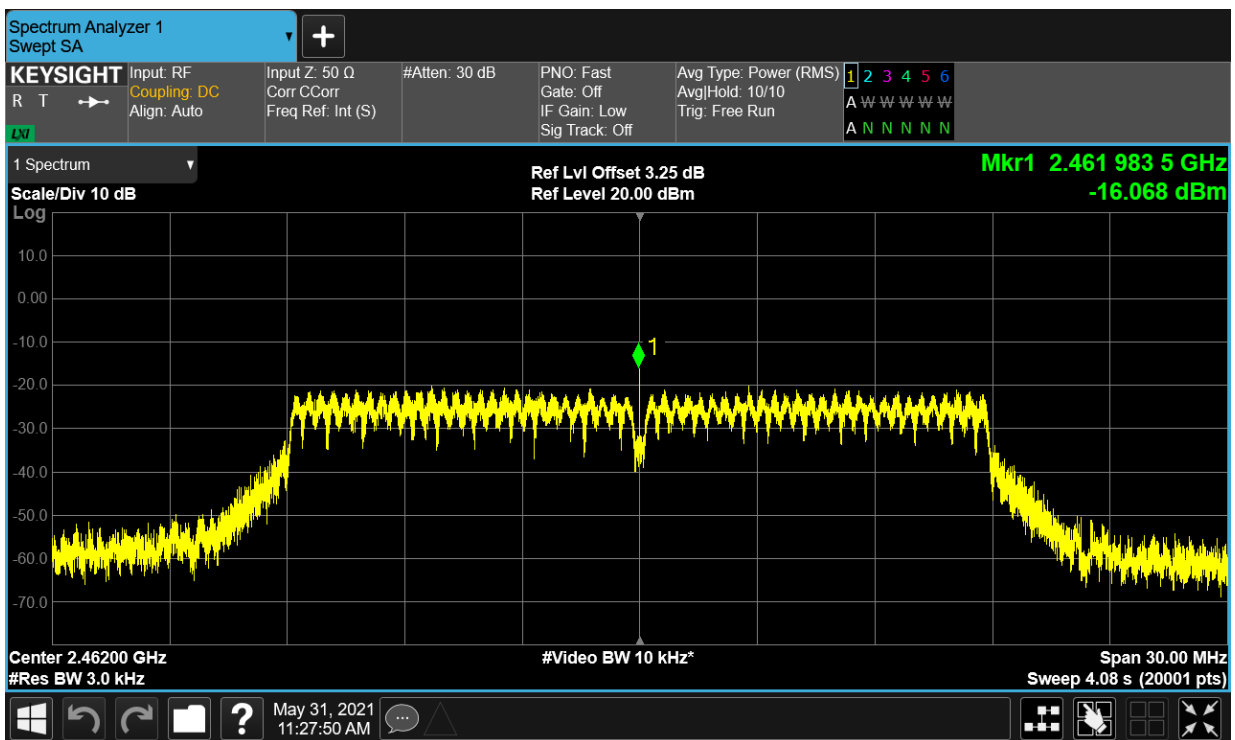 Spectrum Analyzer 1
Swept SA
+
KEYSIGHT
R T
LXI
Input: RF
Coupling: DC
Align: Auto
Input Z: 50 Ω
Corr CCorr
Freq Ref: Int (S)
#Atten: 30 dB
PNO: Fast
Gate: Off
IF Gain: Low
Sig Track: Off
Avg Type: Power (RMS)
Avg|Hold: 10/10
Trig: Free Run
1 2 3 4 5 6
A W W W W W
A N N N N N
1 Spectrum
Scale/Div 10 dB
Log
Ref Lvl Offset 3.25 dB
Ref Level 20.00 dBm
Mkr1 2.461 983 5 GHz
-16.068 dBm
10.0
0.00
-10.0
-20.0
-30.0
-40.0
-50.0
-60.0
-70.0
1
Center 2.46200 GHz
#Res BW 3.0 kHz
#Video BW 10 kHz*
Span 30.00 MHz
Sweep 4.08 s (20001 pts)
?
May 31, 2021
11:27:50 AM